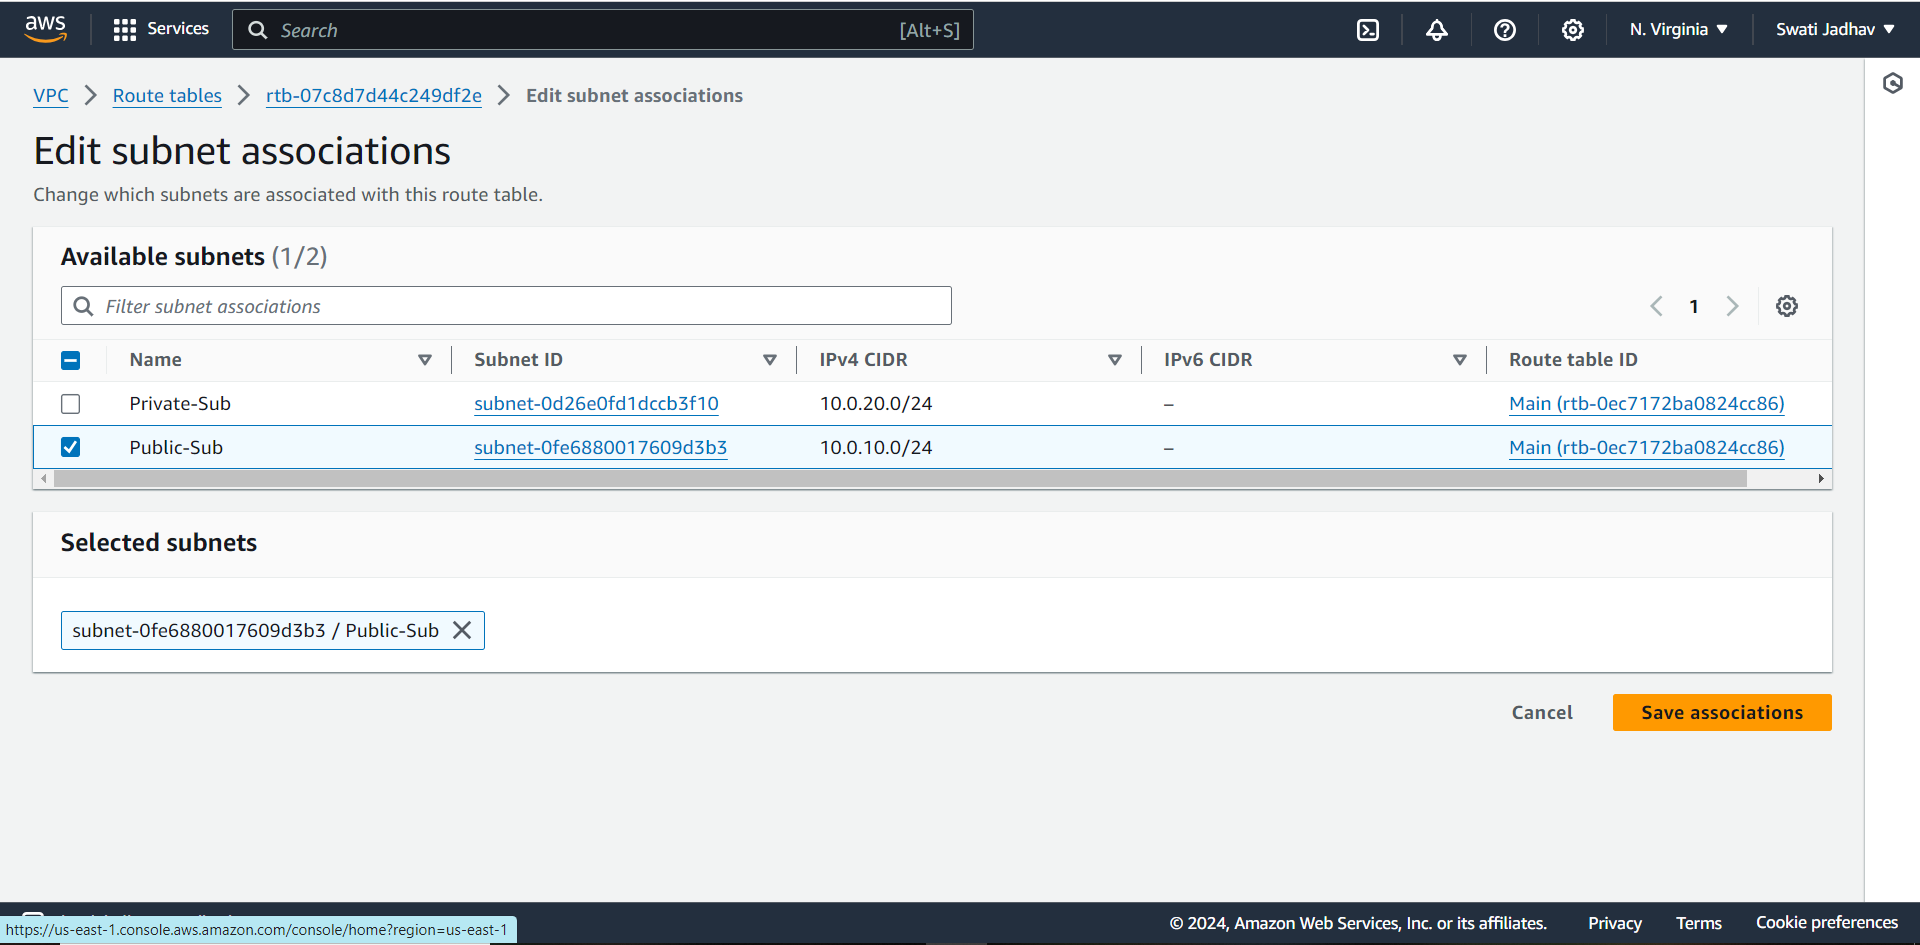 aws
Services
Search
[Alt+S]
N. Virginia
Swati Jadhav
VPC
Route tables
rtb-07c8d7d44c249df2e
Edit subnet associations
Edit subnet associations
Change which subnets are associated with this route table.
Available subnets (1/2)
Filter subnet associations
1
Name
Subnet ID
IPv4 CIDR
IPv6 CIDR
Route table ID
Private-Sub
subnet-0d26e0fd1dccb3f10
10.0.20.0/24
–
Main (rtb-0ec7172ba0824cc86)
Public-Sub
subnet-0fe6880017609d3b3
10.0.10.0/24
–
Main (rtb-0ec7172ba0824cc86)
Selected subnets
subnet-0fe6880017609d3b3 / Public-Sub
Cancel
Save associations
https://us-east-1.console.aws.amazon.com/console/home?region=us-east-1
© 2024, Amazon Web Services, Inc. or its affiliates.
Privacy
Terms
Cookie preferences